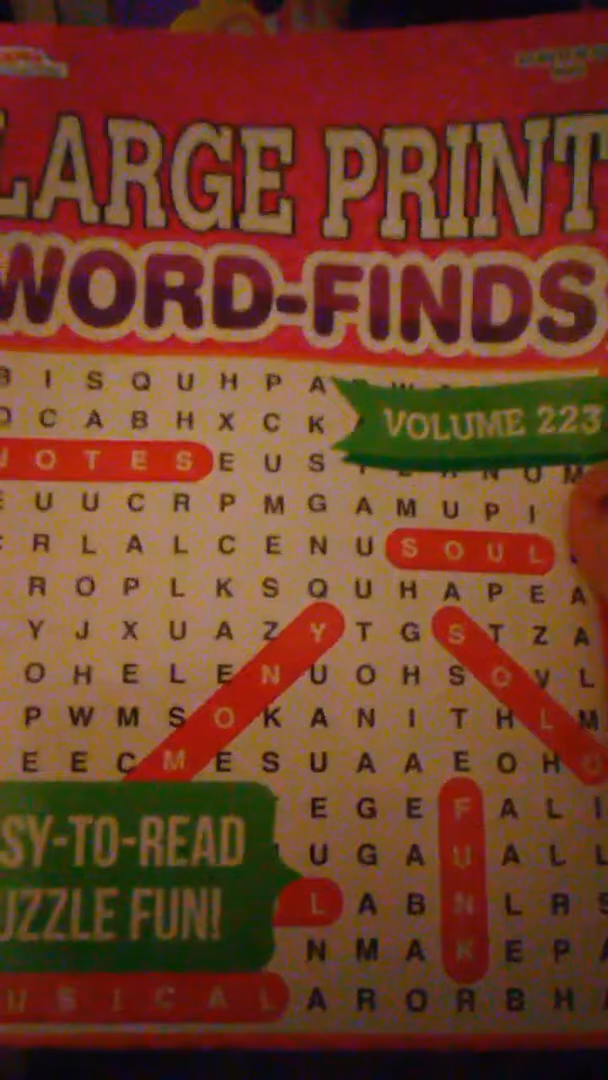 LARGE PRINT
WORD-FINDS
B I S Q U H P A
VOLUME 223
O C A B H X C K
N O T E S E U S
E U U C R P M G A M U P I
R L A L C E N U S O U L
R O P L K S Q U H A P E A
Y J X U A Z Y T G S T Z A
O H E L E N U O H S O V L
P W M S O K A N I T H L M
E E C M E S U A A E O H O
E G E F A L I
SY-TO-READ
U G A U A L L
UZZLE FUN!
L A B N L R S
N M A K E P A
U S I C A L A R O R B H A